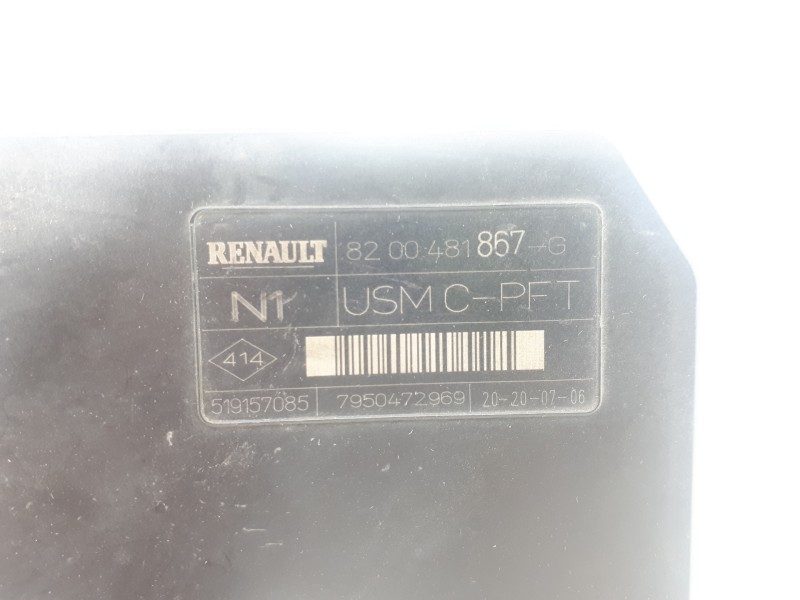 RENAULT 82 00 481 867--G
N1 USM C-PFT
414
519157085 7950472969 20-20-07-06